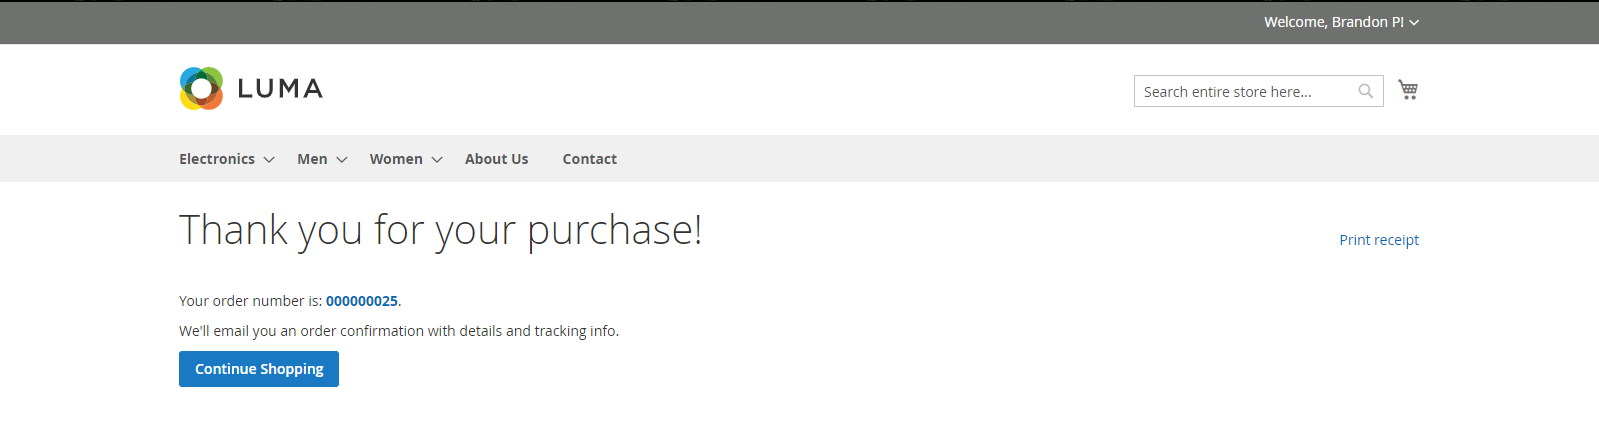 Welcome, Brandon P!
LUMA
Search entire store here...
Electronics Men Women About Us Contact
Thank you for your purchase!
Print receipt
Your order number is: 000000025.
We'll email you an order confirmation with details and tracking info.
Continue Shopping